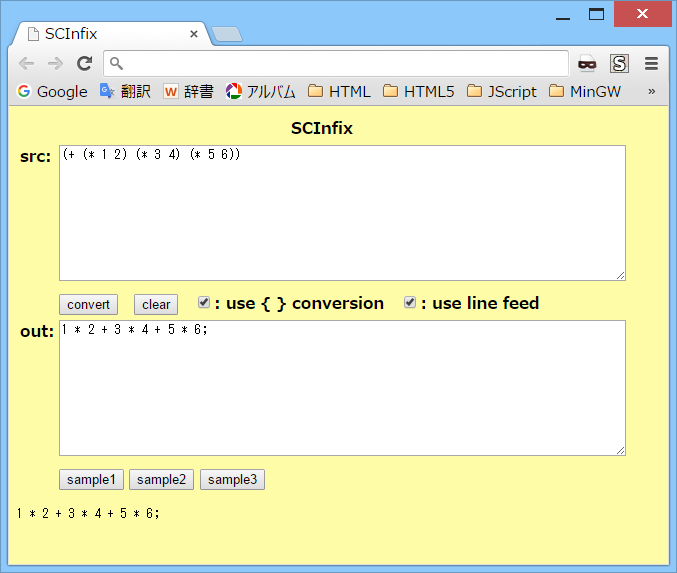 SCInfix
Google 翻訳 辞書 アルバム HTML HTML5 JScript MinGW »
SCInfix
src: (+ (* 1 2) (* 3 4) (* 5 6))
convert clear : use { } conversion : use line feed
out: 1 * 2 + 3 * 4 + 5 * 6;
sample1 sample2 sample3
1 * 2 + 3 * 4 + 5 * 6;